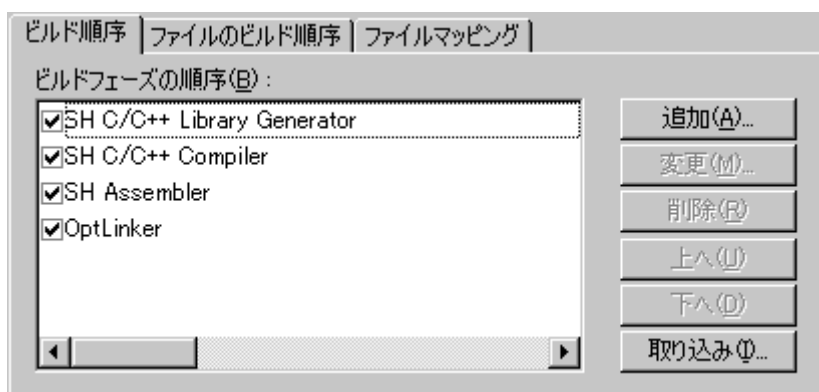 ビルド順序 ファイルのビルド順序 ファイルマッピング
ビルドフェーズの順序(B) :
SH C/C++ Library Generator
SH C/C++ Compiler
SH Assembler
OptLinker
追加(A)...
変更(M)...
削除(R)
上へ(U)
下へ(D)
取り込み(I)...